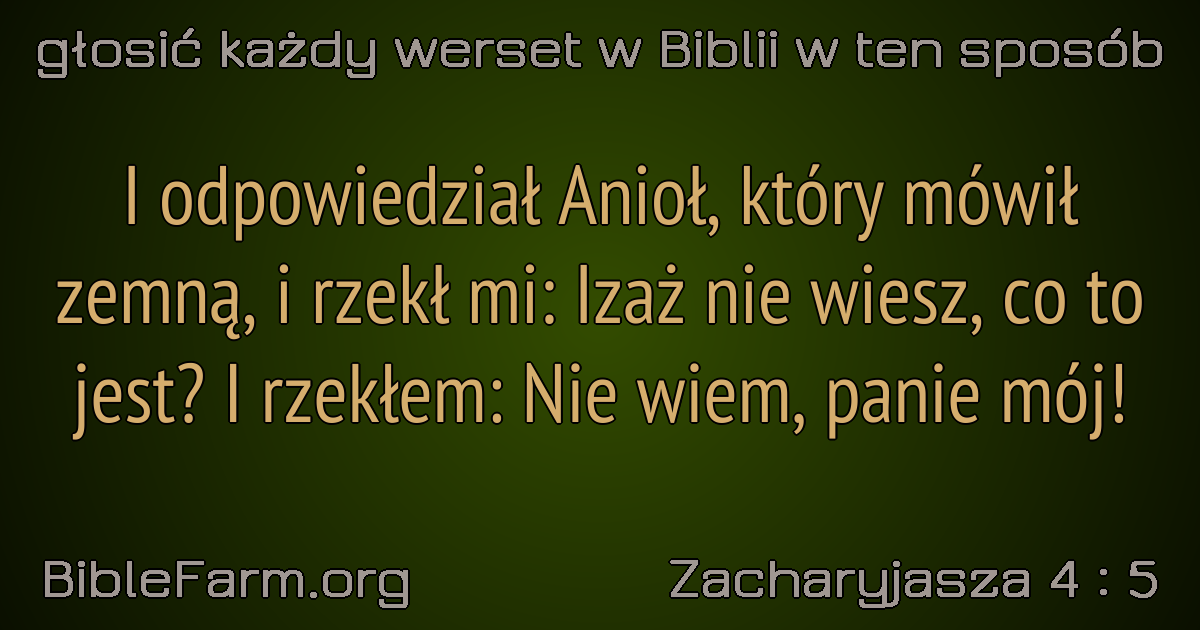 głosić każdy werset w Biblii w ten sposób
I odpowiedział Anioł, który mówił
zemną, i rzekł mi: Izaż nie wiesz, co to
jest? I rzekłem: Nie wiem, panie mój!
BibleFarm.org
Zacharyjasza 4 : 5